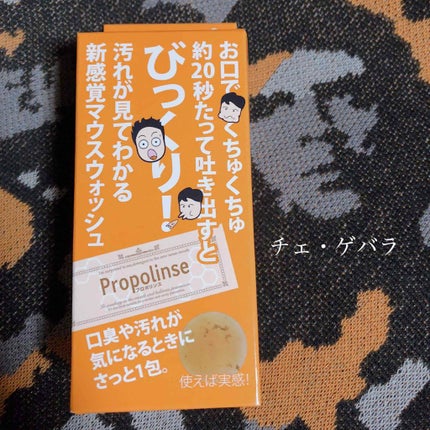 お口でくちゅくちゅ
約20秒たって吐き出すと
びっくり!
汚れが見てわかる
新感覚マウスウォッシュ
Propolinse
プロポリンス
口臭や汚れが
気になるときに
さっと1包。
使えば実感!
チェ・ゲバラ